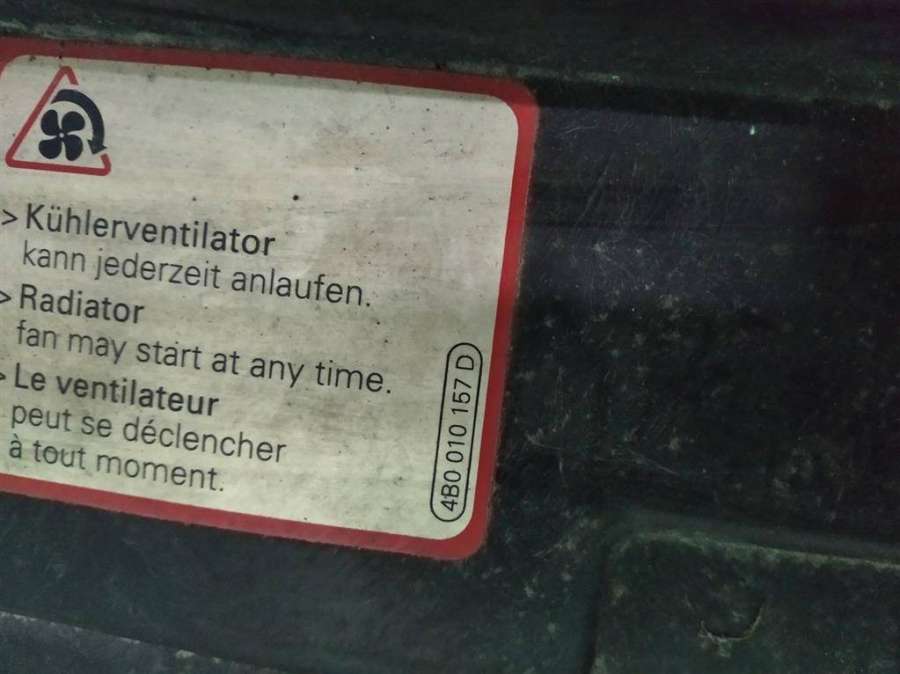 > Kühlerventilator
kann jederzeit anlaufen.
> Radiator
fan may start at any time.
> Le ventilateur
peut se déclencher
à tout moment.
4B0 010 157 D